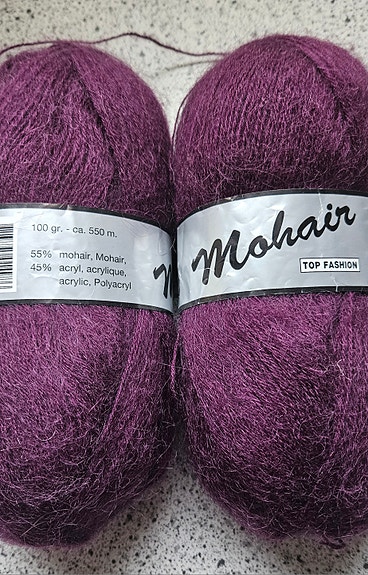 100 gr. - ca. 550 m.
55% mohair, Mohair,
45% acryl, acrylique,
acrylic, Polyacryl
Mohair
TOP FASHION